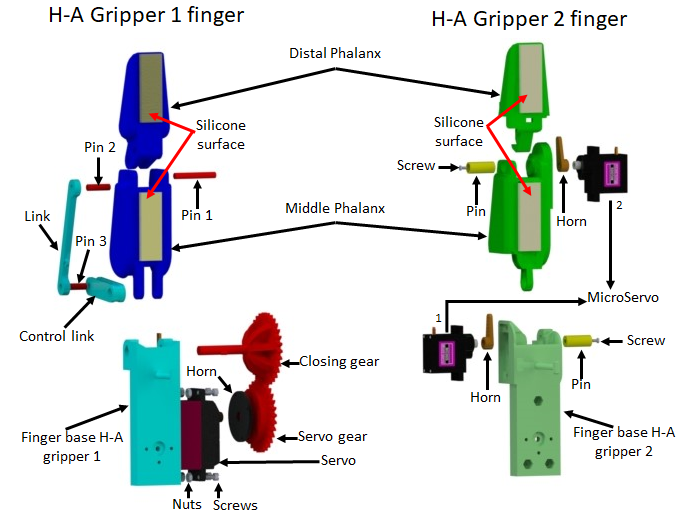 H-A Gripper 1 finger
H-A Gripper 2 finger
Distal Phalanx
Silicone
surface
Silicone
surface
Pin 2
Screw
Pin 1
Pin
Horn
2
Link
Middle Phalanx
Pin 3
MicroServo
Control link
1
Screw
Closing gear
Horn
Horn
Pin
Finger base H-A
gripper 1
Servo gear
Servo
Finger base H-A
gripper 2
Nuts
Screws